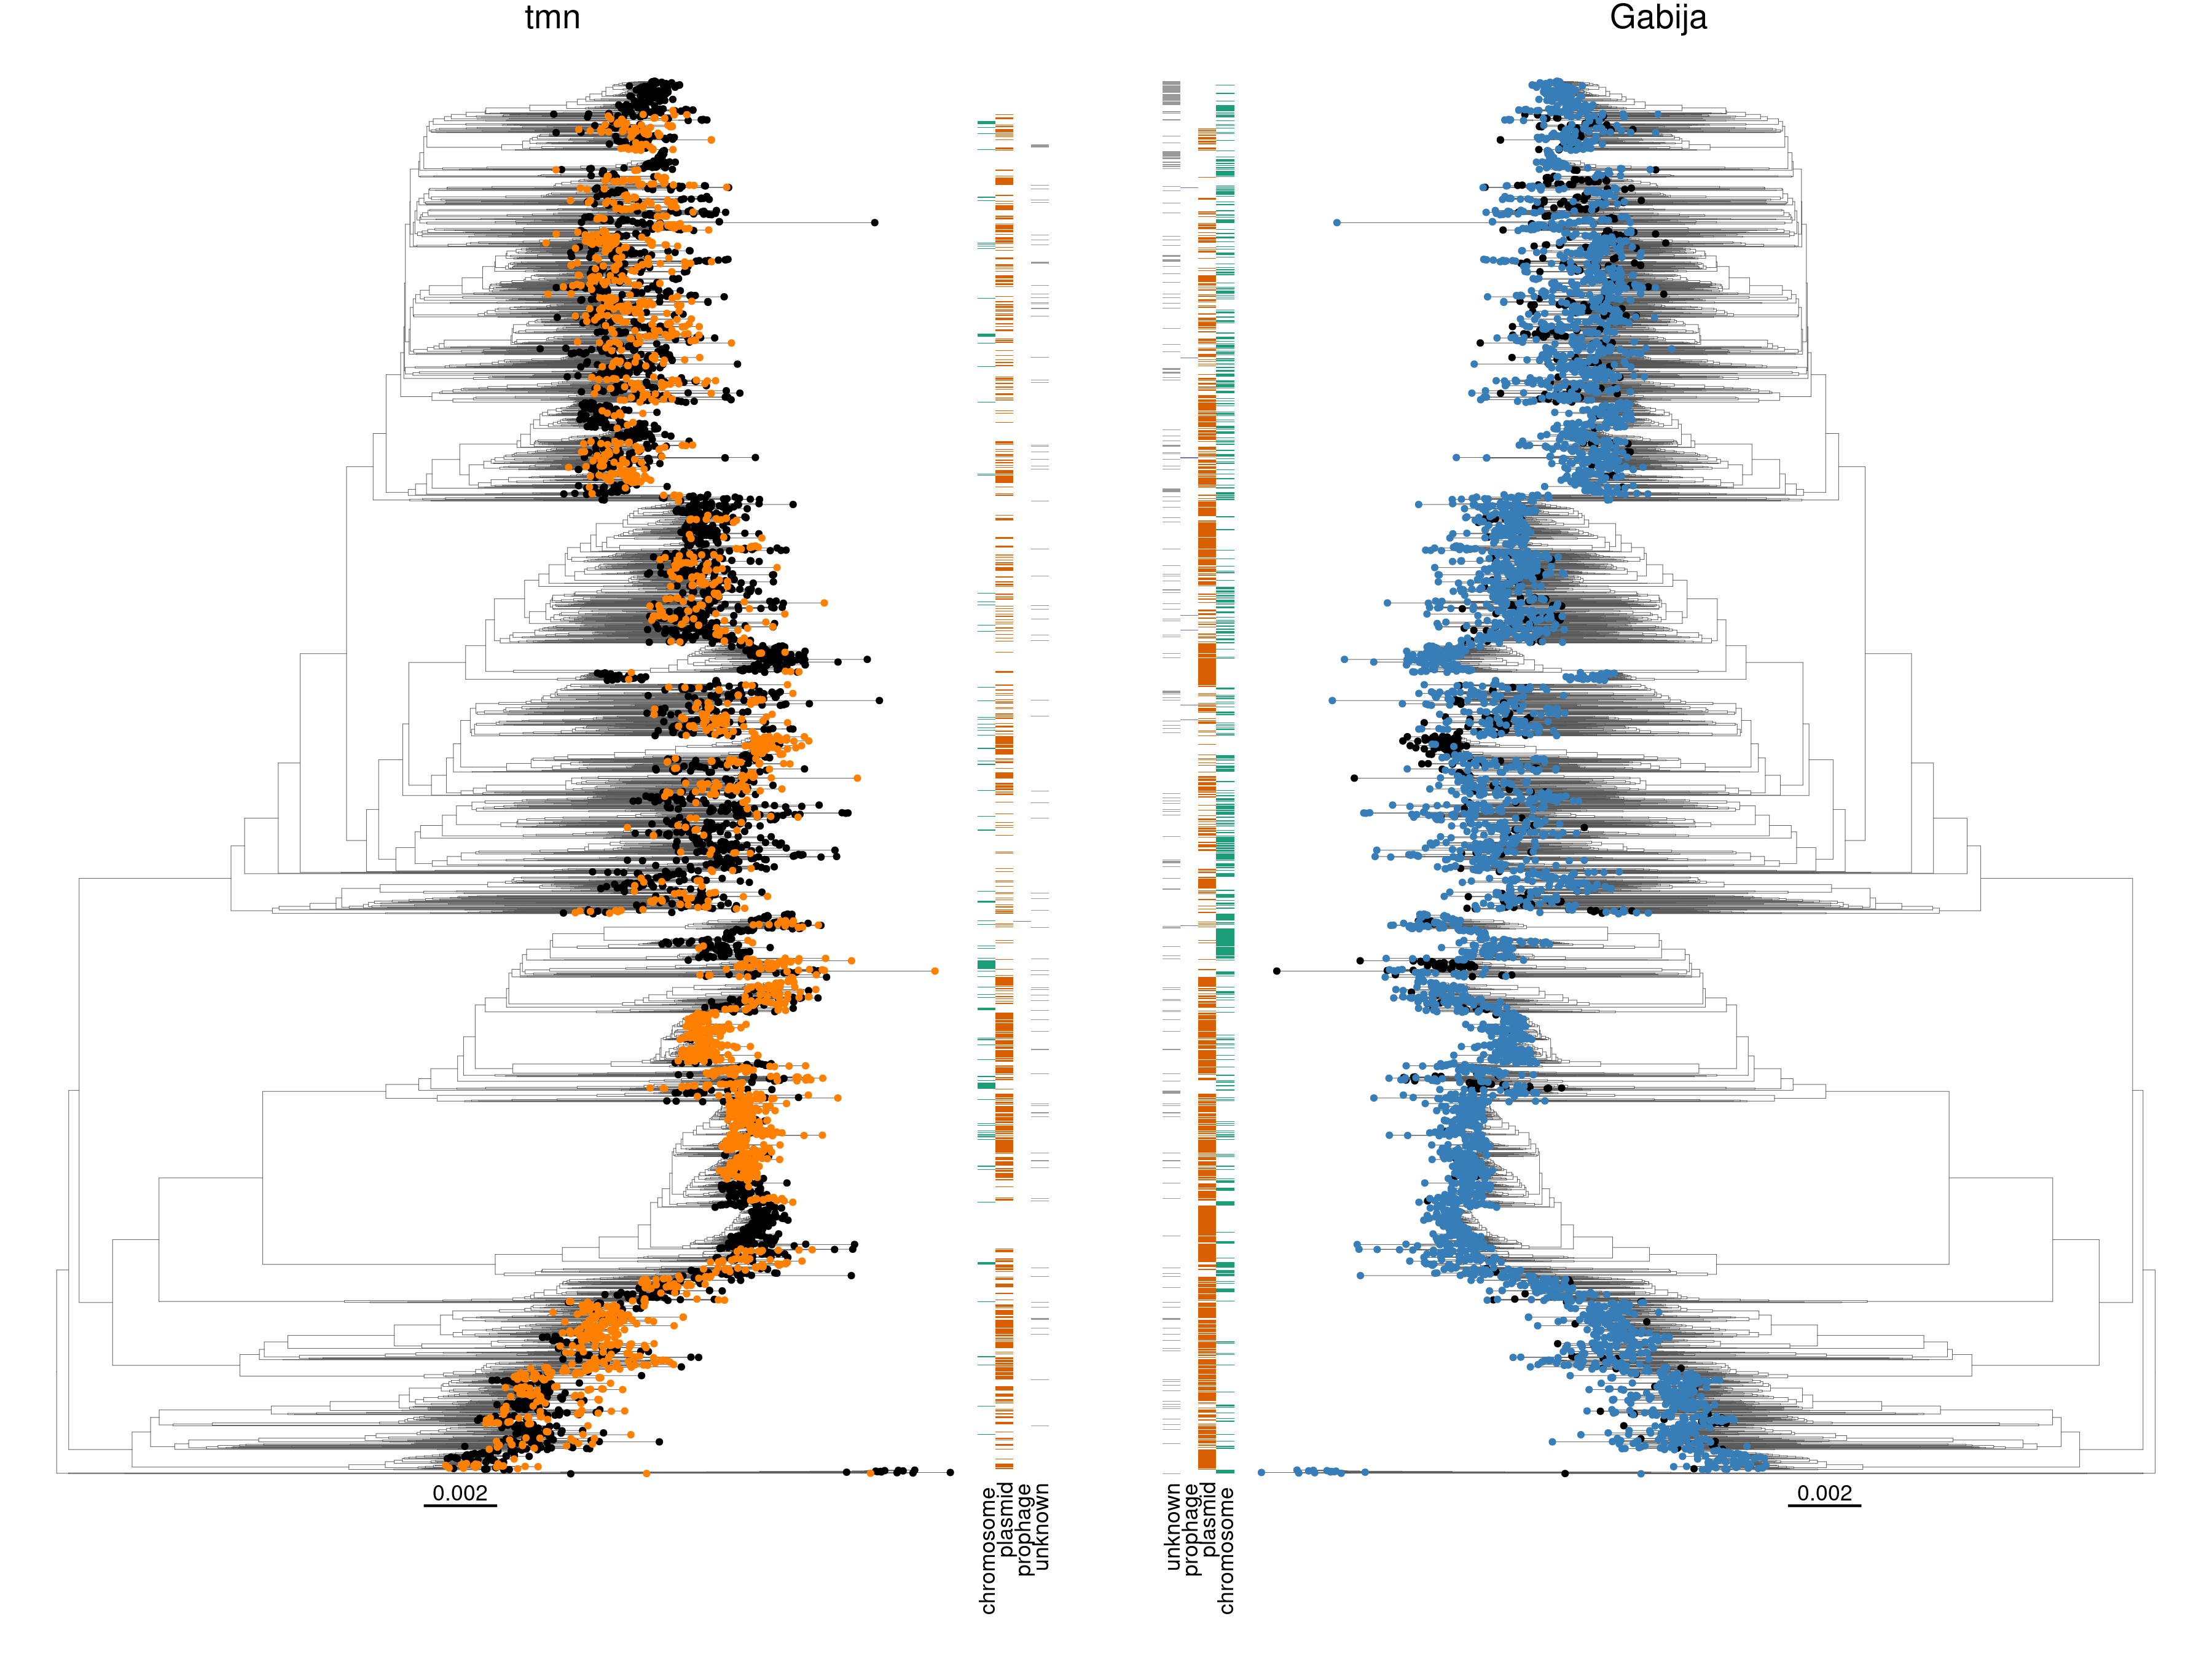 tmn
Gabija
0.002
0.002
chromosome
plasmid
prophage
unknown
unknown
prophage
plasmid
chromosome